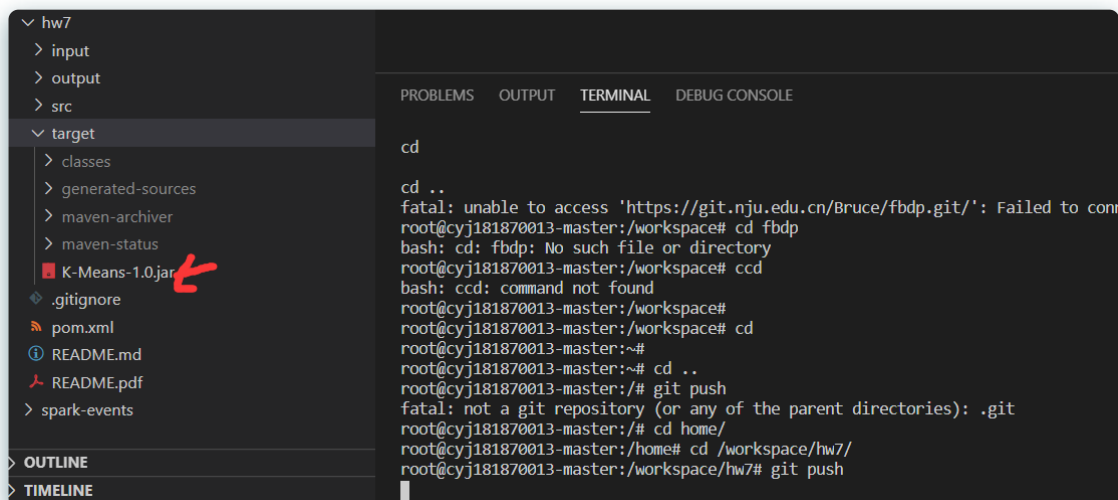 hw7
input
output
src
target
classes
generated-sources
maven-archiver
maven-status
K-Means-1.0.jar
.gitignore
pom.xml
README.md
README.pdf
spark-events
OUTLINE
TIMELINE
PROBLEMS OUTPUT TERMINAL DEBUG CONSOLE
cd
cd ..
fatal: unable to access 'https://git.nju.edu.cn/Bruce/fbdp.git/': Failed to conn
root@cyj181870013-master:/workspace# cd fbdp
bash: cd: fbdp: No such file or directory
root@cyj181870013-master:/workspace# ccd
bash: ccd: command not found
root@cyj181870013-master:/workspace#
root@cyj181870013-master:/workspace# cd
root@cyj181870013-master:~#
root@cyj181870013-master:~# cd ..
root@cyj181870013-master:/# git push
fatal: not a git repository (or any of the parent directories): .git
root@cyj181870013-master:/# cd home/
root@cyj181870013-master:/home# cd /workspace/hw7/
root@cyj181870013-master:/workspace/hw7# git push